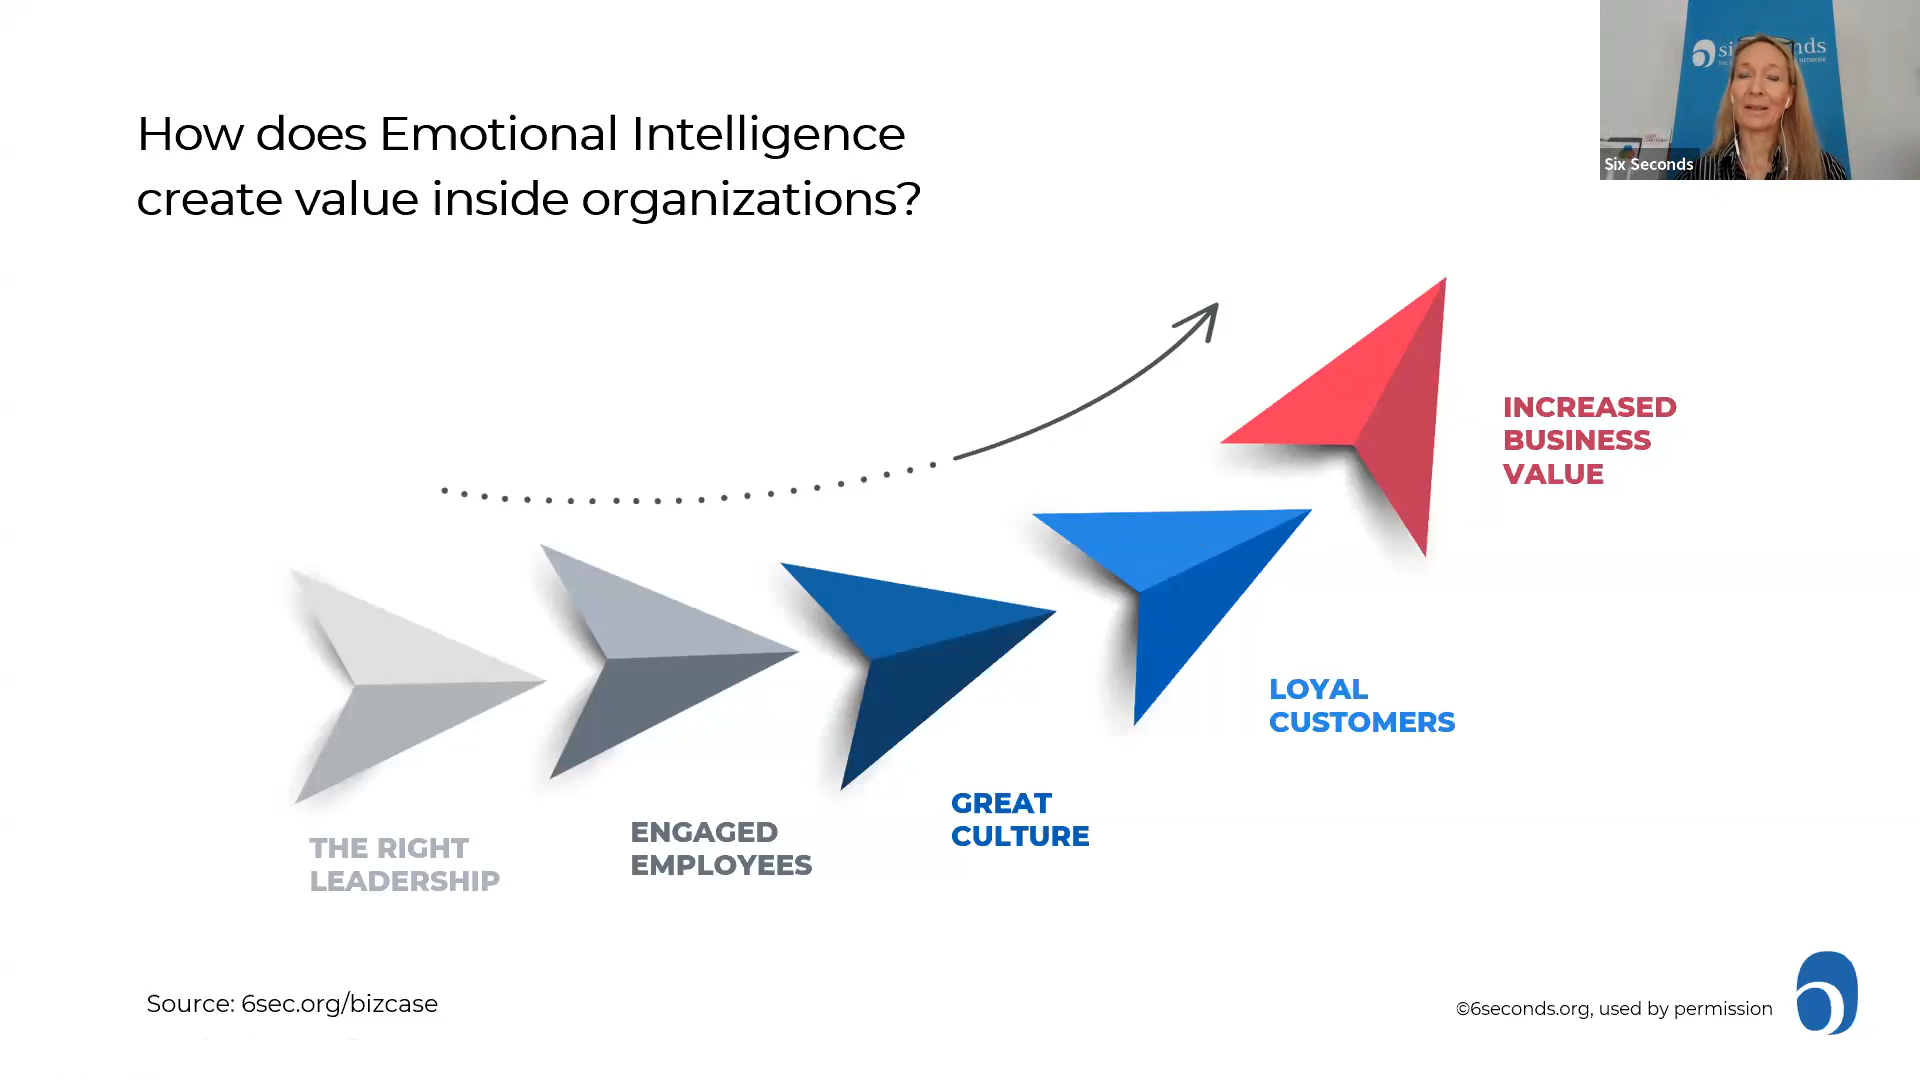 How does Emotional Intelligence
create value inside organizations?
Six Seconds
INCREASED
BUSINESS
VALUE
LOYAL
CUSTOMERS
GREAT
CULTURE
ENGAGED
EMPLOYEES
THE RIGHT
LEADERSHIP
Source: 6sec.org/bizcase
©6seconds.org, used by permission